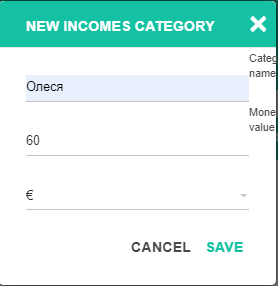 NEW INCOMES CATEGORY
Categ
name
Олеся
Mone
value
60
€
CANCEL SAVE